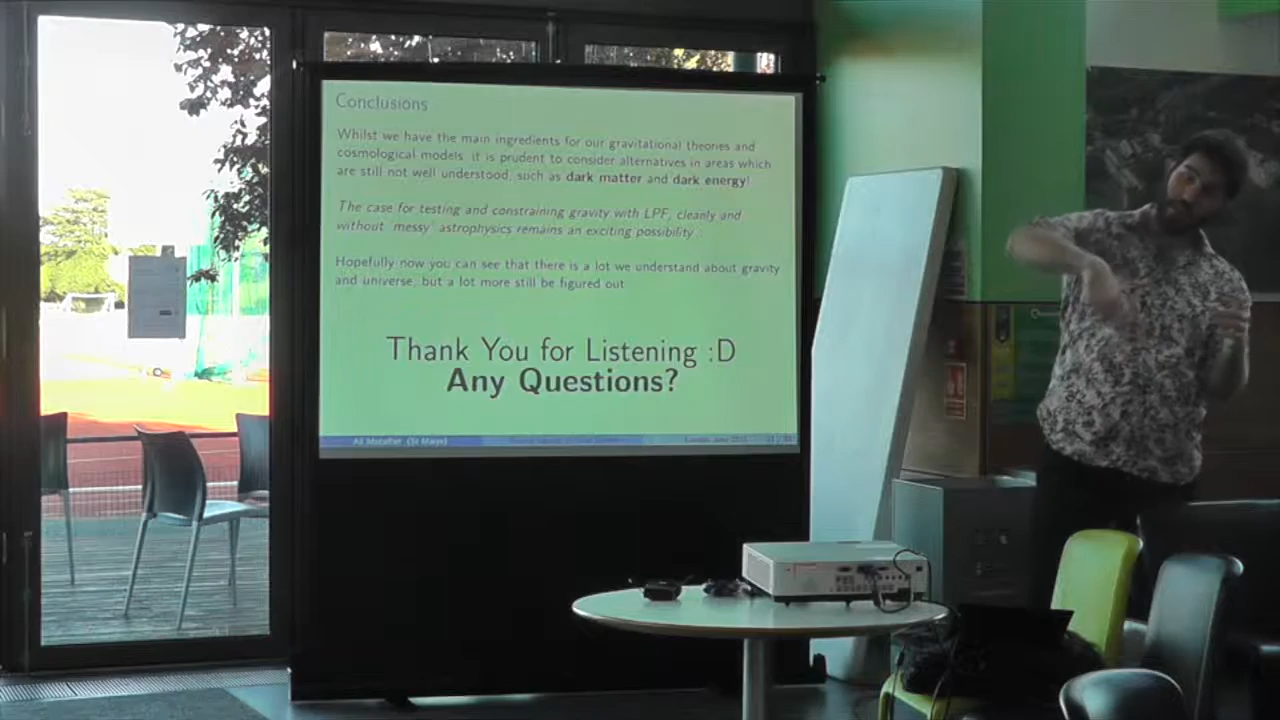 Conclusions
Whilst we have the main ingredients for our gravitational theories and
cosmological models, it is prudent to consider alternatives in areas which
are still not well understood, such as dark matter and dark energy!
The case for testing and constraining gravity with LPF, cleanly and
without 'messy' astrophysics remains an exciting possibility.
Hopefully now you can see that there is a lot we understand about gravity
and universe, but a lot more still be figured out
Thank You for Listening :D
Any Questions?
(St Marys)
London, June